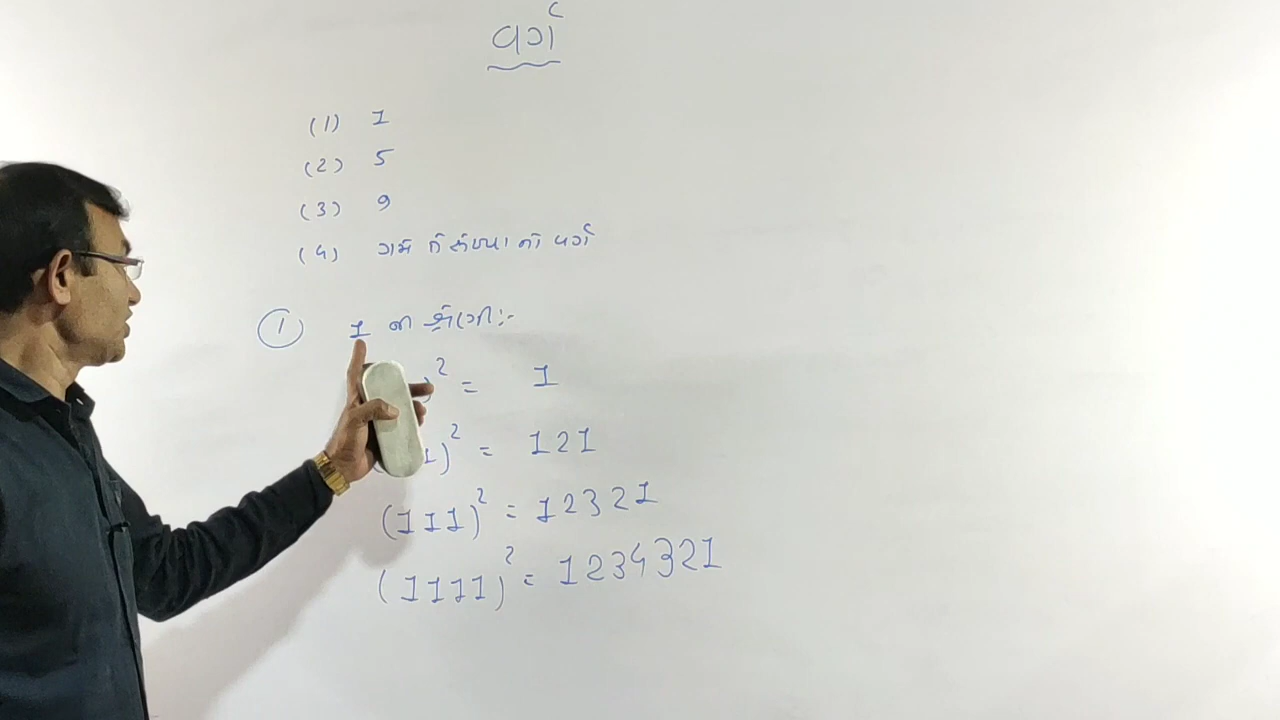 વર્ગ
(1) 1
(2) 5
(3) 9
(4) ગમે તે સંખ્યાનો વર્ગ
① 1 ની શ્રેણી:-
)² = 1
1)² = 121
(111)² = 12321
(1111)² = 1234321